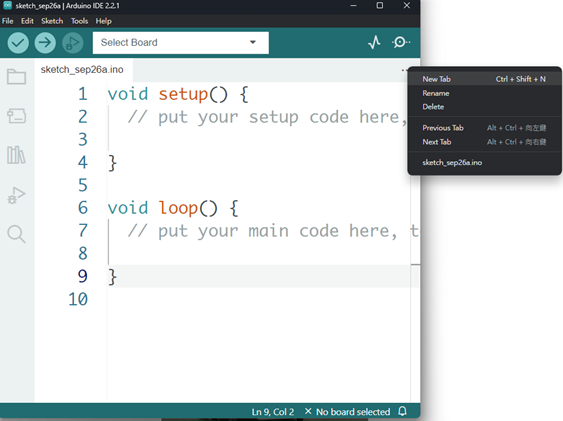 sketch_sep26a | Arduino IDE 2.2.1
File Edit Sketch Tools Help
Select Board
sketch_sep26a.ino
...
1 void setup() {
2 // put your setup code here,
3
4 }
5
6 void loop() {
7 // put your main code here, t
8
9 }
10
New Tab Ctrl + Shift + N
Rename
Delete
Previous Tab Alt + Ctrl + 向左鍵
Next Tab Alt + Ctrl + 向右鍵
sketch_sep26a.ino
Ln 9, Col 2 × No board selected